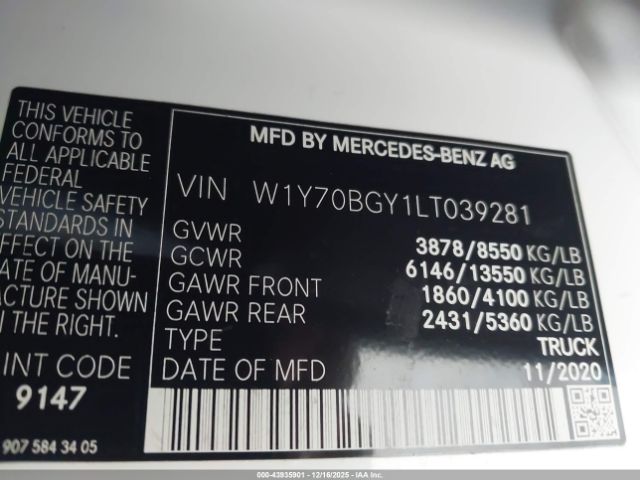 THIS VEHICLE
CONFORMS TO
ALL APPLICABLE
FEDERAL
VEHICLE SAFETY
STANDARDS IN
EFFECT ON THE
DATE OF MANU-
FACTURE SHOWN
ON THE RIGHT.
INT CODE
9147
907 584 34 05
MFD BY MERCEDES-BENZ AG
VIN W1Y70BGY1LT039281
GVWR 3878/8550 KG/LB
GCWR 6146/13550 KG/LB
GAWR FRONT 1860/4100 KG/LB
GAWR REAR 2431/5360 KG/LB
TYPE TRUCK
DATE OF MFD 11/2020
000-43935901 - 12/16/2025 - IAA Inc.